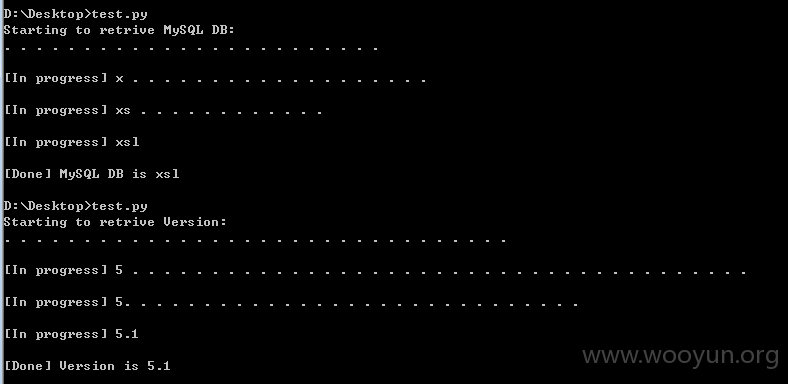 D:\Desktop>test.py
Starting to retrive MySQL DB:
. . . . . . . . . . . . . . . . . . . . . . . .
[In progress] x . . . . . . . . . . . . . . . . . . .
[In progress] xs . . . . . . . . . . . .
[In progress] xsl
[Done] MySQL DB is xsl
D:\Desktop>test.py
Starting to retrive Version:
. . . . . . . . . . . . . . . . . . . . . . . . . . . . . . . .
[In progress] 5 . . . . . . . . . . . . . . . . . . . . . . . . . . . . . . . . . . . . . . .
[In progress] 5. . . . . . . . . . . . . . . . . . . . . . . . . . . . .
[In progress] 5.1
[Done] Version is 5.1
www.wooyun.org